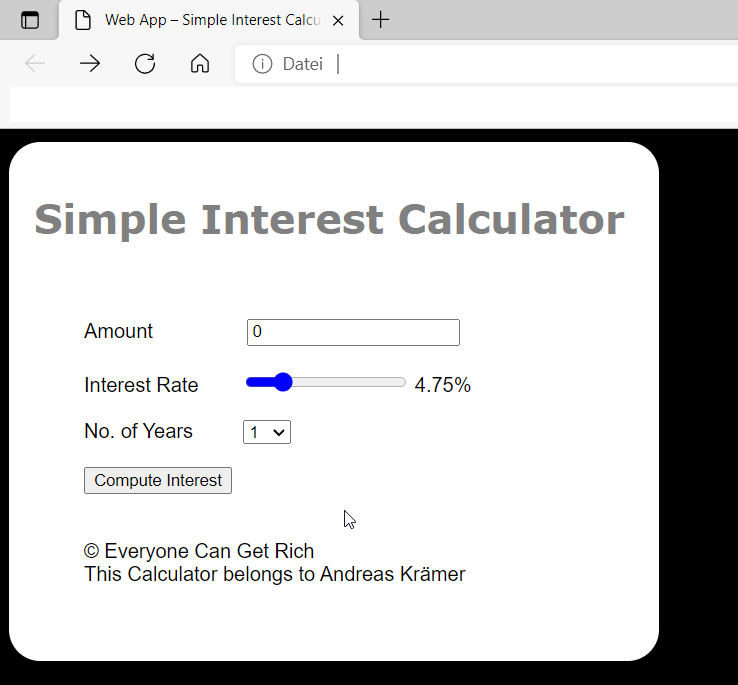 Web App – Simple Interest Calcu
Datei
Simple Interest Calculator
Amount 0
Interest Rate 4.75%
No. of Years 1
Compute Interest
© Everyone Can Get Rich
This Calculator belongs to Andreas Krämer